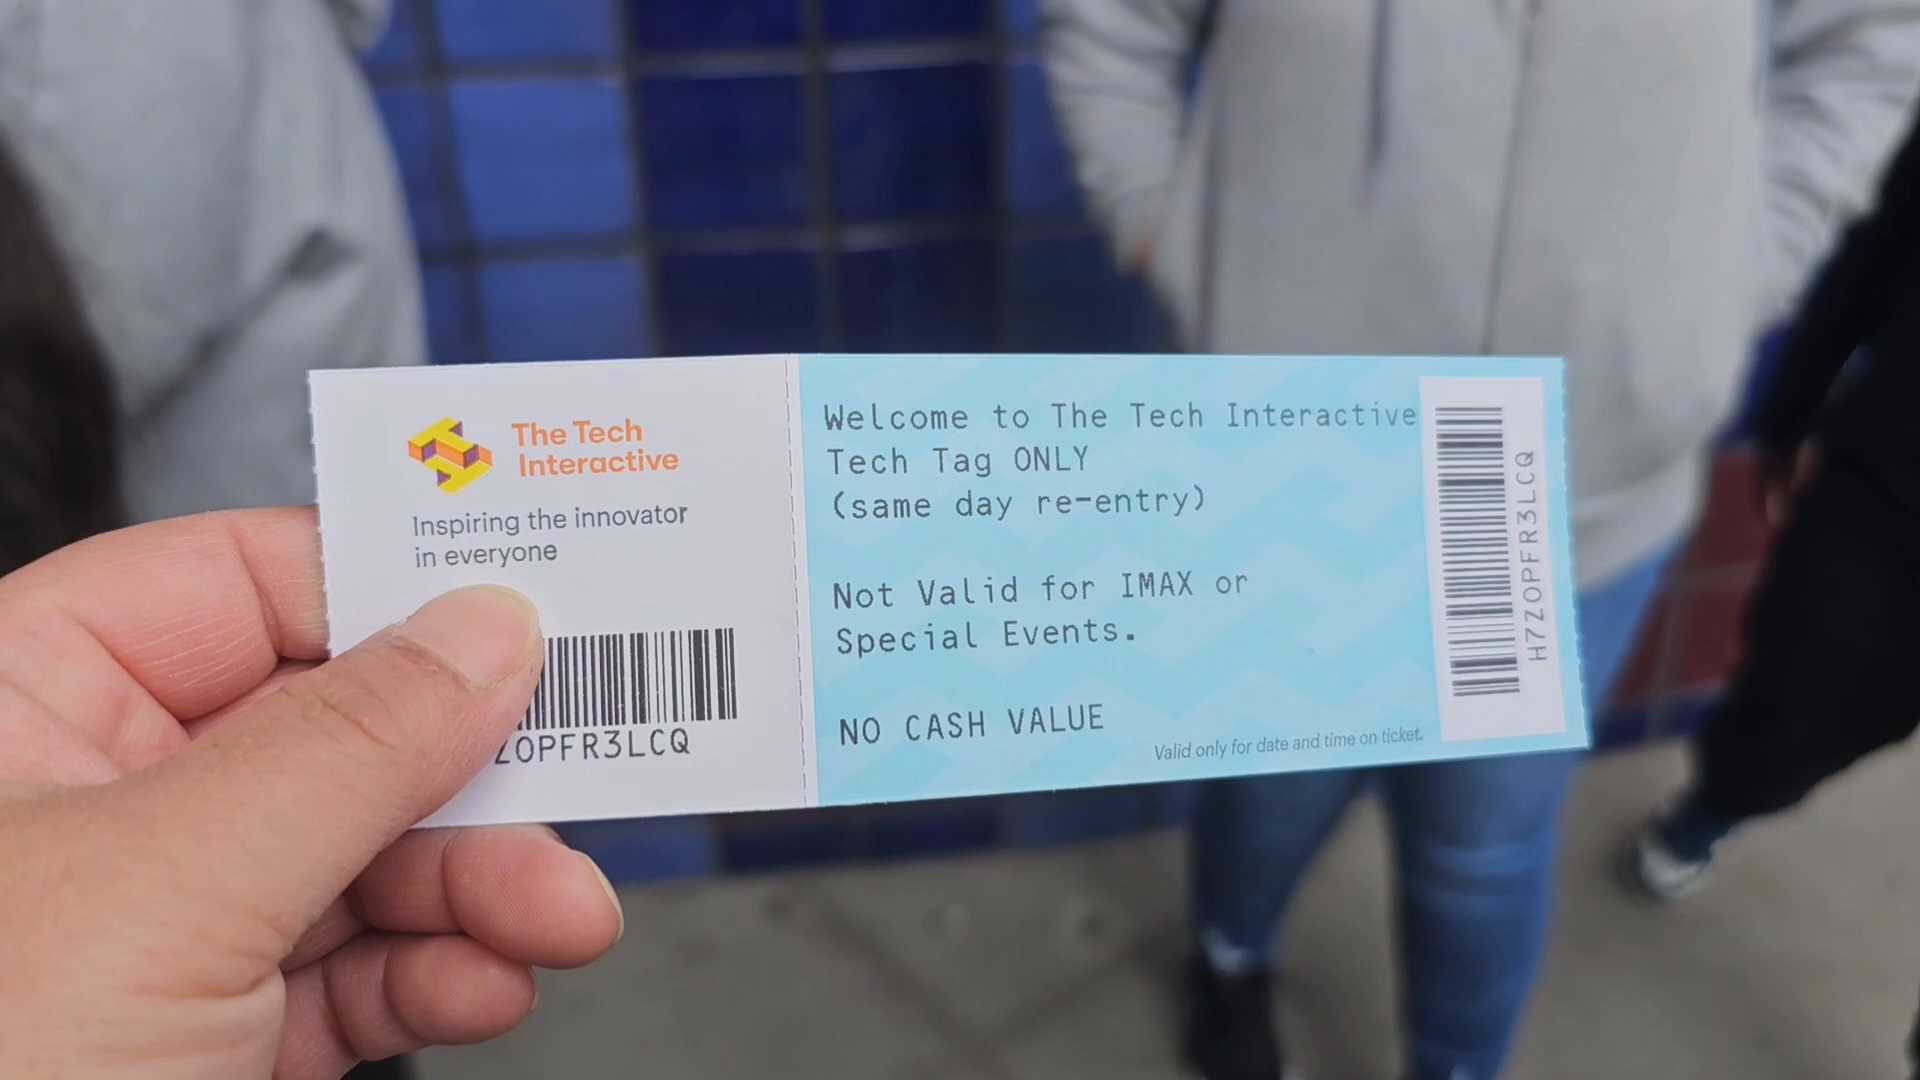 The Tech
Interactive
Inspiring the innovator
in everyone
ZOPFR3LCQ
Welcome to The Tech Interactive
Tech Tag ONLY
(same day re-entry)
Not Valid for IMAX or
Special Events.
NO CASH VALUE
Valid only for date and time on ticket.
H7ZOPFR3LCQ